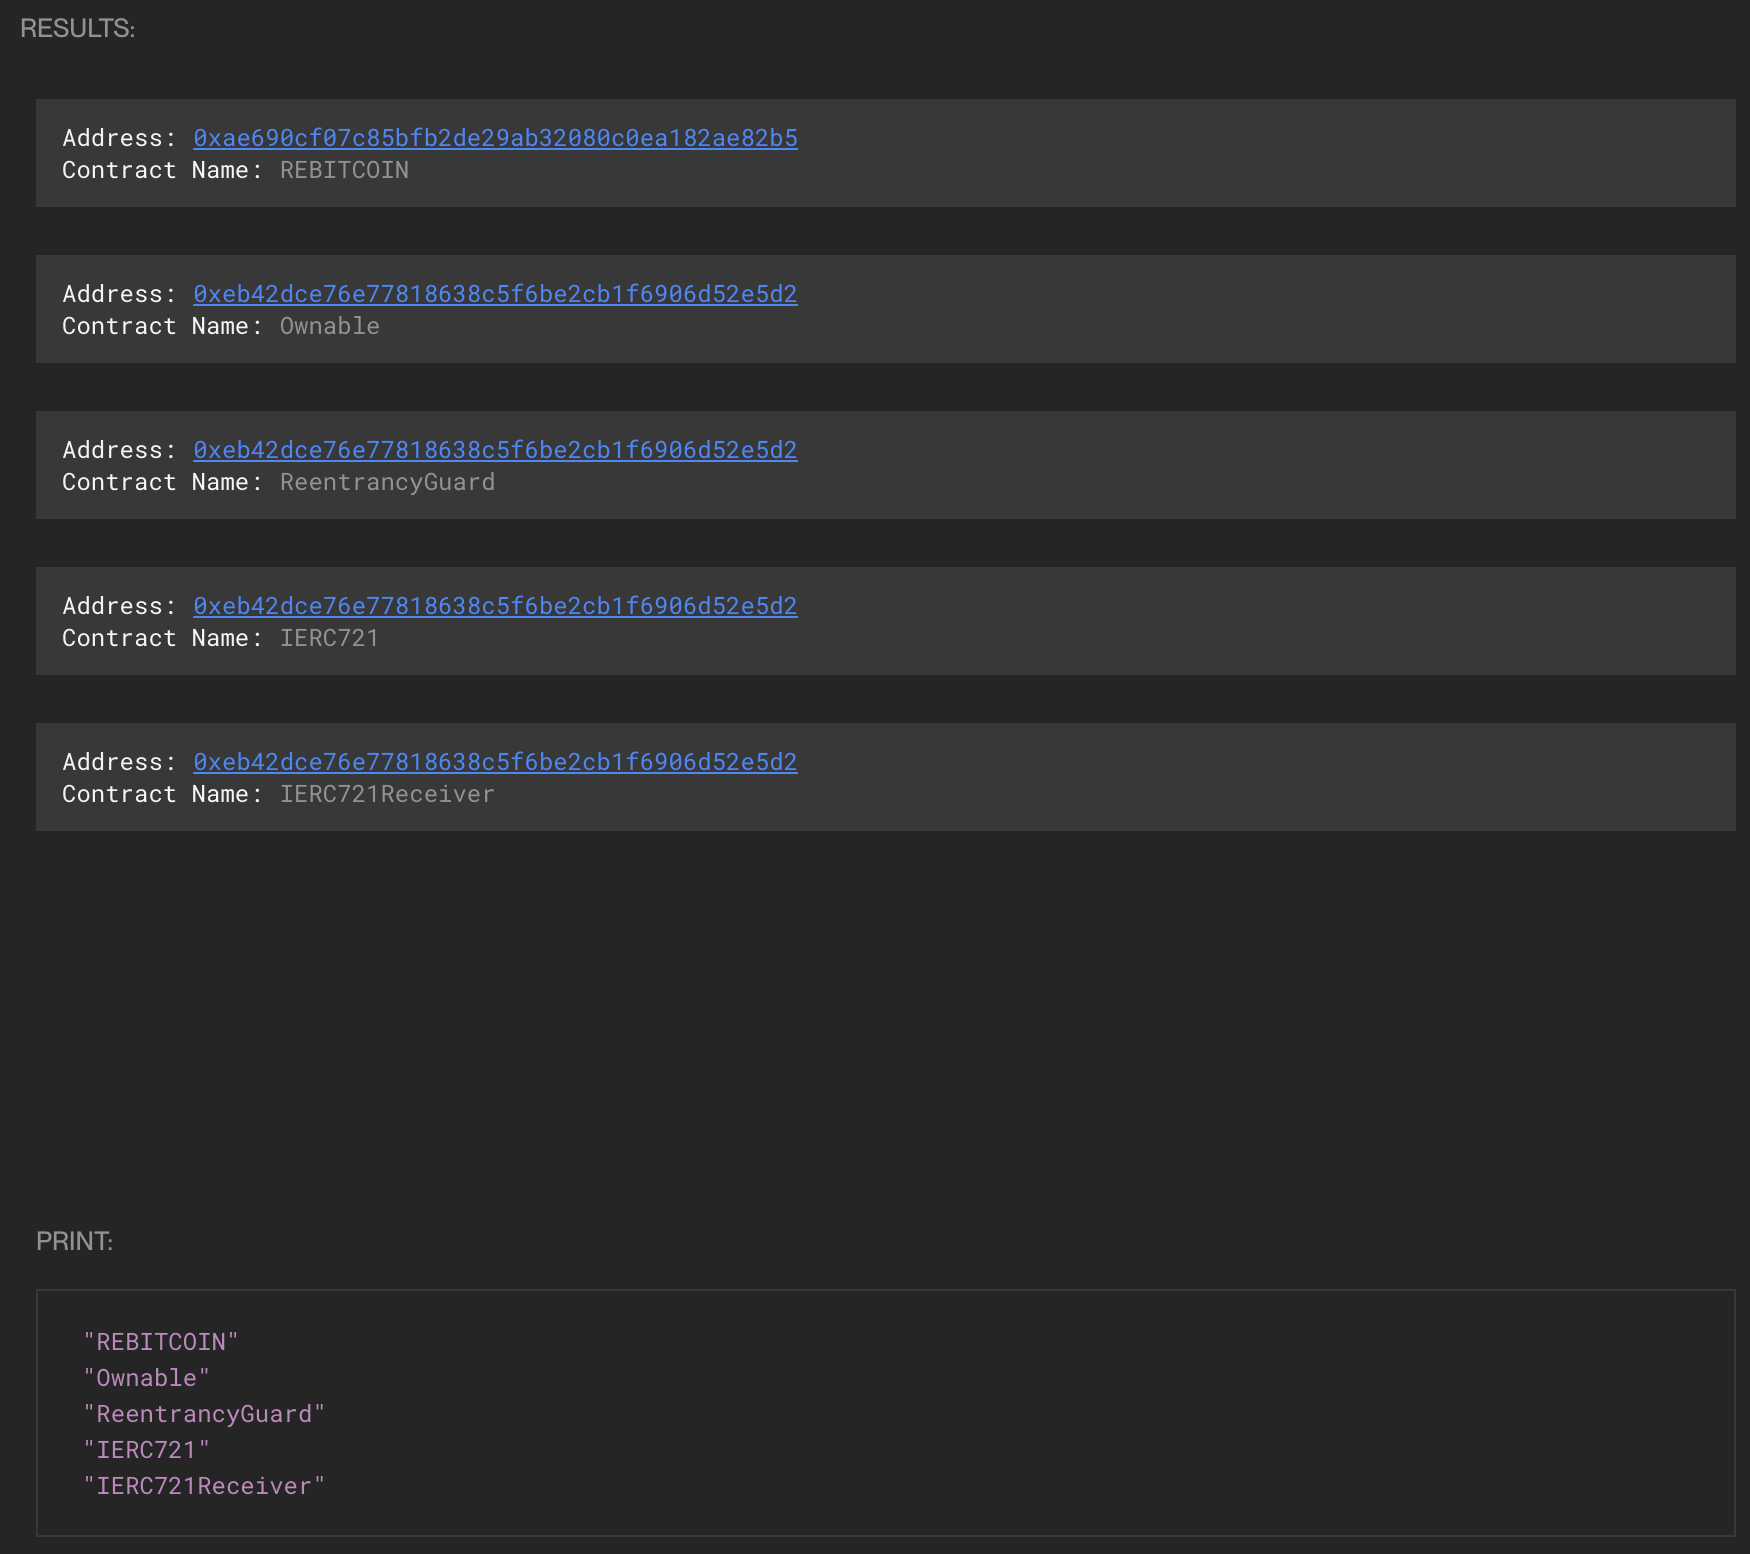 RESULTS:
Address: 0xae690cf07c85bfb2de29ab32080c0ea182ae82b5
Contract Name: REBITCOIN
Address: 0xeb42dce76e77818638c5f6be2cb1f6906d52e5d2
Contract Name: Ownable
Address: 0xeb42dce76e77818638c5f6be2cb1f6906d52e5d2
Contract Name: ReentrancyGuard
Address: 0xeb42dce76e77818638c5f6be2cb1f6906d52e5d2
Contract Name: IERC721
Address: 0xeb42dce76e77818638c5f6be2cb1f6906d52e5d2
Contract Name: IERC721Receiver
PRINT:
"REBITCOIN"
"Ownable"
"ReentrancyGuard"
"IERC721"
"IERC721Receiver"